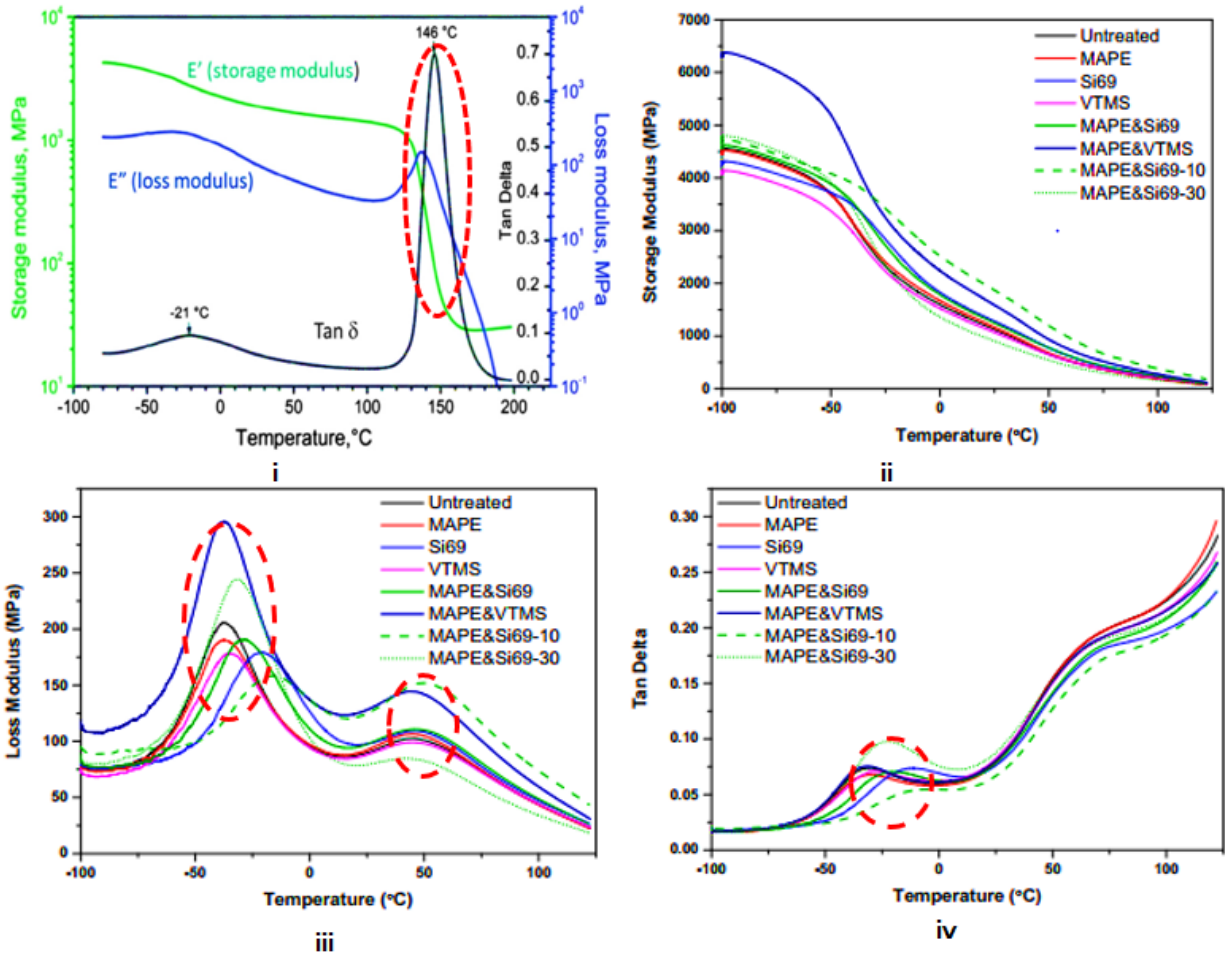 10⁴
10³
10²
10¹
Storage modulus, MPa
146 °C
E′ (storage modulus)
E″ (loss modulus)
-21 °C
Tan δ
0.7
0.6
0.5
0.4
0.3
0.2
0.1
0.0
Tan Delta
10⁴
10³
10²
10¹
10⁰
10⁻¹
Loss modulus, MPa
-100 -50 0 50 100 150 200
Temperature,°C
i
7000
6000
5000
4000
3000
2000
1000
0
Storage Modulus (MPa)
Untreated
MAPE
Si69
VTMS
MAPE&Si69
MAPE&VTMS
MAPE&Si69-10
MAPE&Si69-30
-100 -50 0 50 100
Temperature (°C)
ii
300
250
200
150
100
50
0
Loss Modulus (MPa)
Untreated
MAPE
Si69
VTMS
MAPE&Si69
MAPE&VTMS
MAPE&Si69-10
MAPE&Si69-30
-100 -50 0 50 100
Temperature (°C)
iii
0.30
0.25
0.20
0.15
0.10
0.05
0.00
Tan Delta
Untreated
MAPE
Si69
VTMS
MAPE&Si69
MAPE&VTMS
MAPE&Si69-10
MAPE&Si69-30
-100 -50 0 50 100
Temperature (°C)
iv